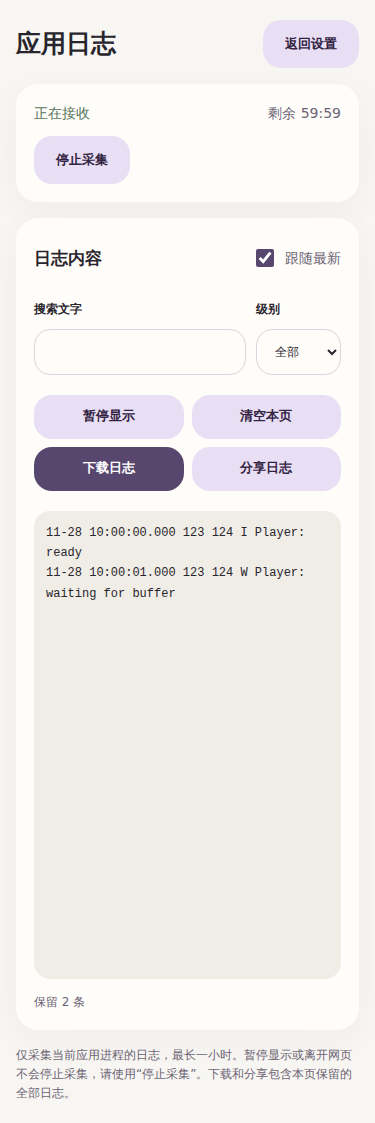 应用日志
返回设置
正在接收
剩余 59:59
停止采集
日志内容
跟随最新
搜索文字
级别
全部
暂停显示
清空本页
下载日志
分享日志
11-28 10:00:00.000 123 124 I Player:
ready
11-28 10:00:01.000 123 124 W Player:
waiting for buffer
保留 2 条
仅采集当前应用进程的日志，最长一小时。暂停显示或离开网页
不会停止采集，请使用“停止采集”。下载和分享包含本页保留的
全部日志。